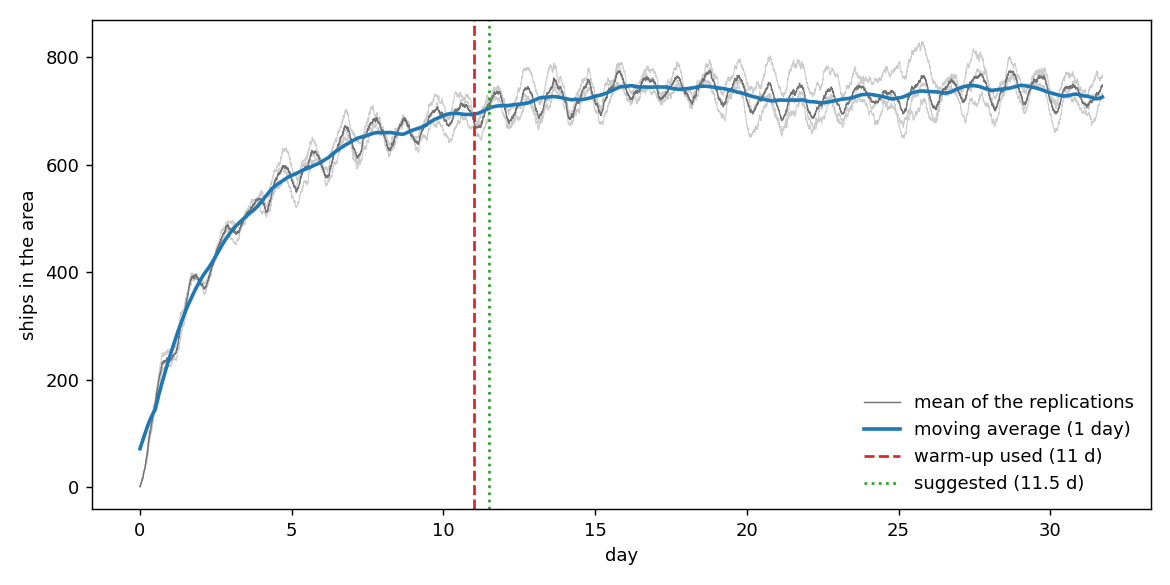 800
600
400
200
0
ships in the area
0 5 10 15 20 25 30
day
mean of the replications
moving average (1 day)
warm-up used (11 d)
suggested (11.5 d)